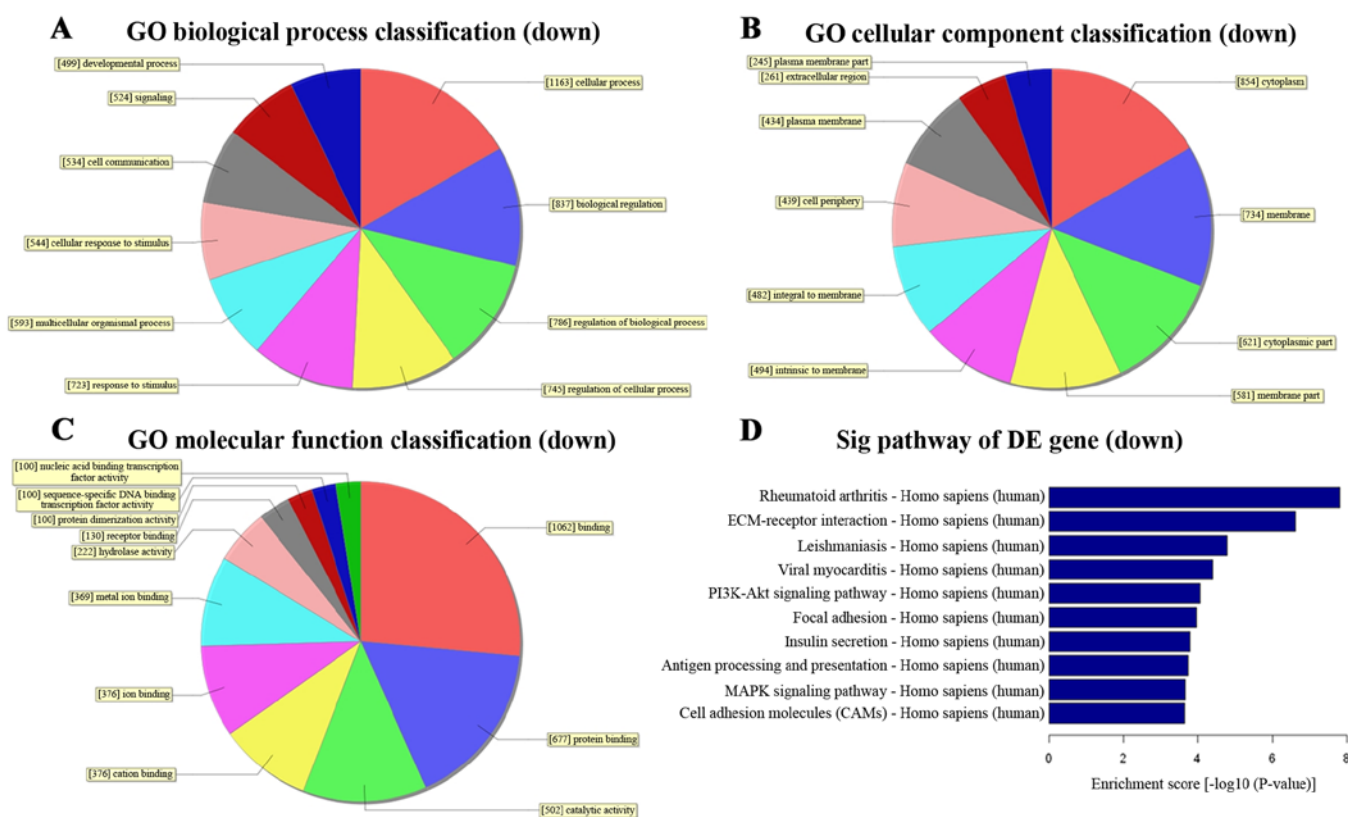 A GO biological process classification (down)
[499] developmental process
[524] signaling
[534] cell communication
[544] cellular response to stimulus
[593] multicellular organismal process
[723] response to stimulus
[1163] cellular process
[837] biological regulation
[786] regulation of biological process
[745] regulation of cellular process
B GO cellular component classification (down)
[245] plasma membrane part
[261] extracellular region
[434] plasma membrane
[439] cell periphery
[482] integral to membrane
[494] intrinsic to membrane
[854] cytoplasm
[734] membrane
[621] cytoplasmic part
[581] membrane part
C GO molecular function classification (down)
[100] nucleic acid binding transcription
factor activity
[100] sequence-specific DNA binding
transcription factor activity
[100] protein dimerization activity
[130] receptor binding
[222] hydrolase activity
[369] metal ion binding
[376] ion binding
[376] cation binding
[1062] binding
[677] protein binding
[502] catalytic activity
D Sig pathway of DE gene (down)
Rheumatoid arthritis - Homo sapiens (human)
ECM-receptor interaction - Homo sapiens (human)
Leishmaniasis - Homo sapiens (human)
Viral myocarditis - Homo sapiens (human)
PI3K-Akt signaling pathway - Homo sapiens (human)
Focal adhesion - Homo sapiens (human)
Insulin secretion - Homo sapiens (human)
Antigen processing and presentation - Homo sapiens (human)
MAPK signaling pathway - Homo sapiens (human)
Cell adhesion molecules (CAMs) - Homo sapiens (human)
0 2 4 6 8
Enrichment score [-log10 (P-value)]